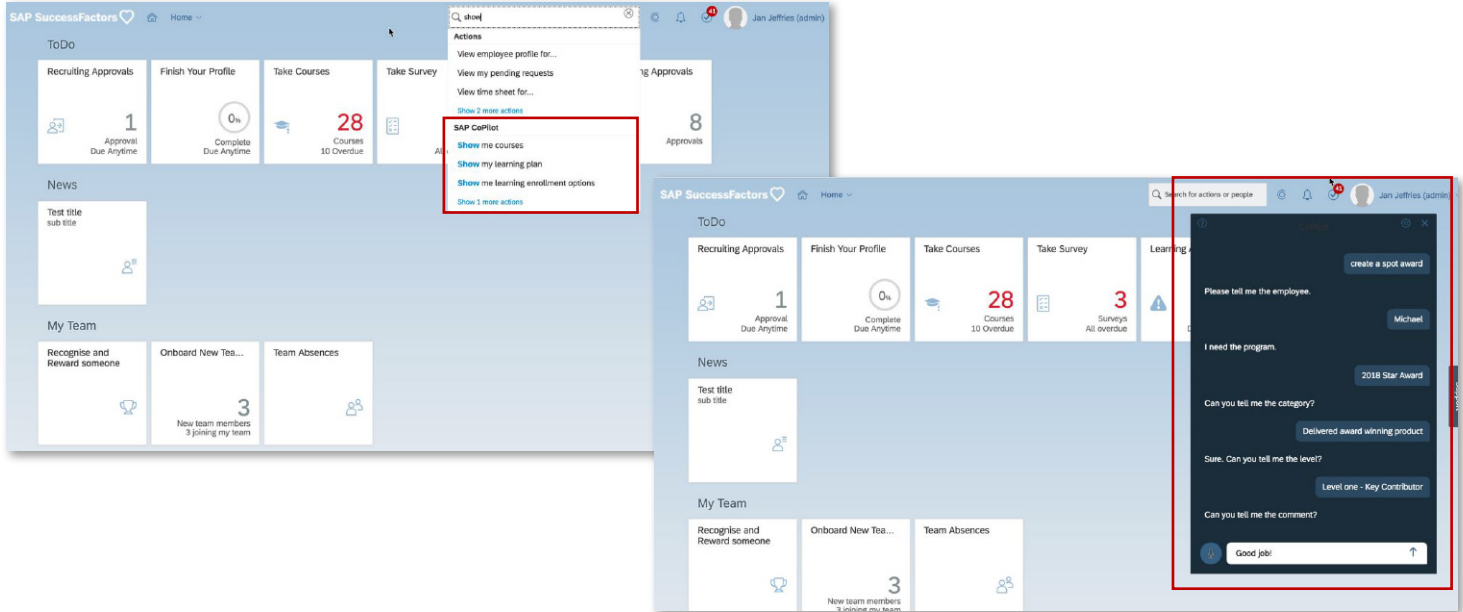 SAP SuccessFactors
Home
show
41
Jan Jeffries (admin)
ToDo
Recruiting Approvals
1
Approval
Due Anytime
Finish Your Profile
0%
Complete
Due Anytime
Take Courses
28
Courses
10 Overdue
Take Survey
ng Approvals
8
Approvals
Actions
View employee profile for...
View my pending requests
View time sheet for...
Show 2 more actions
SAP CoPilot
Show me courses
Show my learning plan
Show me learning enrollment options
Show 1 more actions
News
Test title
sub title
My Team
Recognise and
Reward someone
Onboard New Tea...
3
New team members
3 joining my team
Team Absences
SAP SuccessFactors
Home
Search for actions or people
41
Jan Jeffries (admin)
ToDo
Recruiting Approvals
1
Approval
Due Anytime
Finish Your Profile
0%
Complete
Due Anytime
Take Courses
28
Courses
10 Overdue
Take Survey
3
Surveys
All overdue
Learning
News
Test title
sub title
My Team
Recognise and
Reward someone
Onboard New Tea...
3
New team members
3 joining my team
Team Absences
create a spot award
Please tell me the employee.
Michael
I need the program.
2018 Star Award
Can you tell me the category?
Delivered award winning product
Sure. Can you tell me the level?
Level one - Key Contributor
Can you tell me the comment?
Good job!